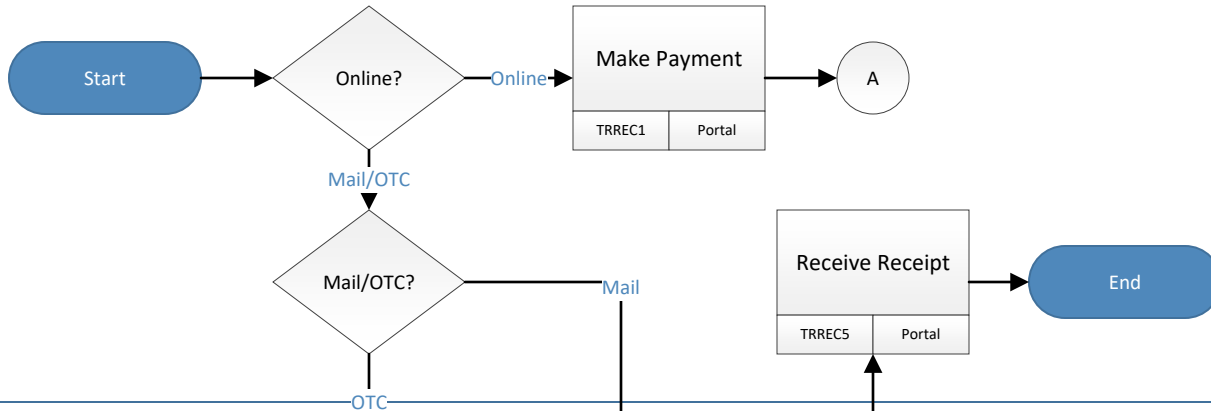 Start
Online?
Online
Make Payment
TRREC1
Portal
A
Mail/OTC
Mail/OTC?
Mail
Receive Receipt
TRREC5
Portal
End
OTC